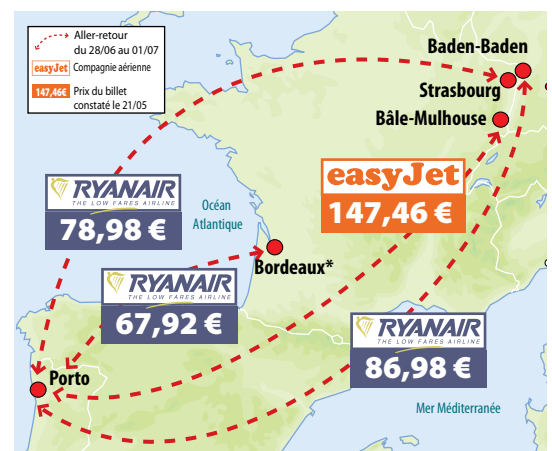 Aller-retour
du 28/06 au 01/07
easyJet Compagnie aérienne
147,46€ Prix du billet
constaté le 21/05
Baden-Baden
Strasbourg
Bâle-Mulhouse
easyJet
147,46 €
RYANAIR
THE LOW FARES AIRLINE
78,98 €
Océan
Atlantique
Bordeaux*
RYANAIR
THE LOW FARES AIRLINE
67,92 €
RYANAIR
THE LOW FARES AIRLINE
86,98 €
Porto
Mer Méditerranée